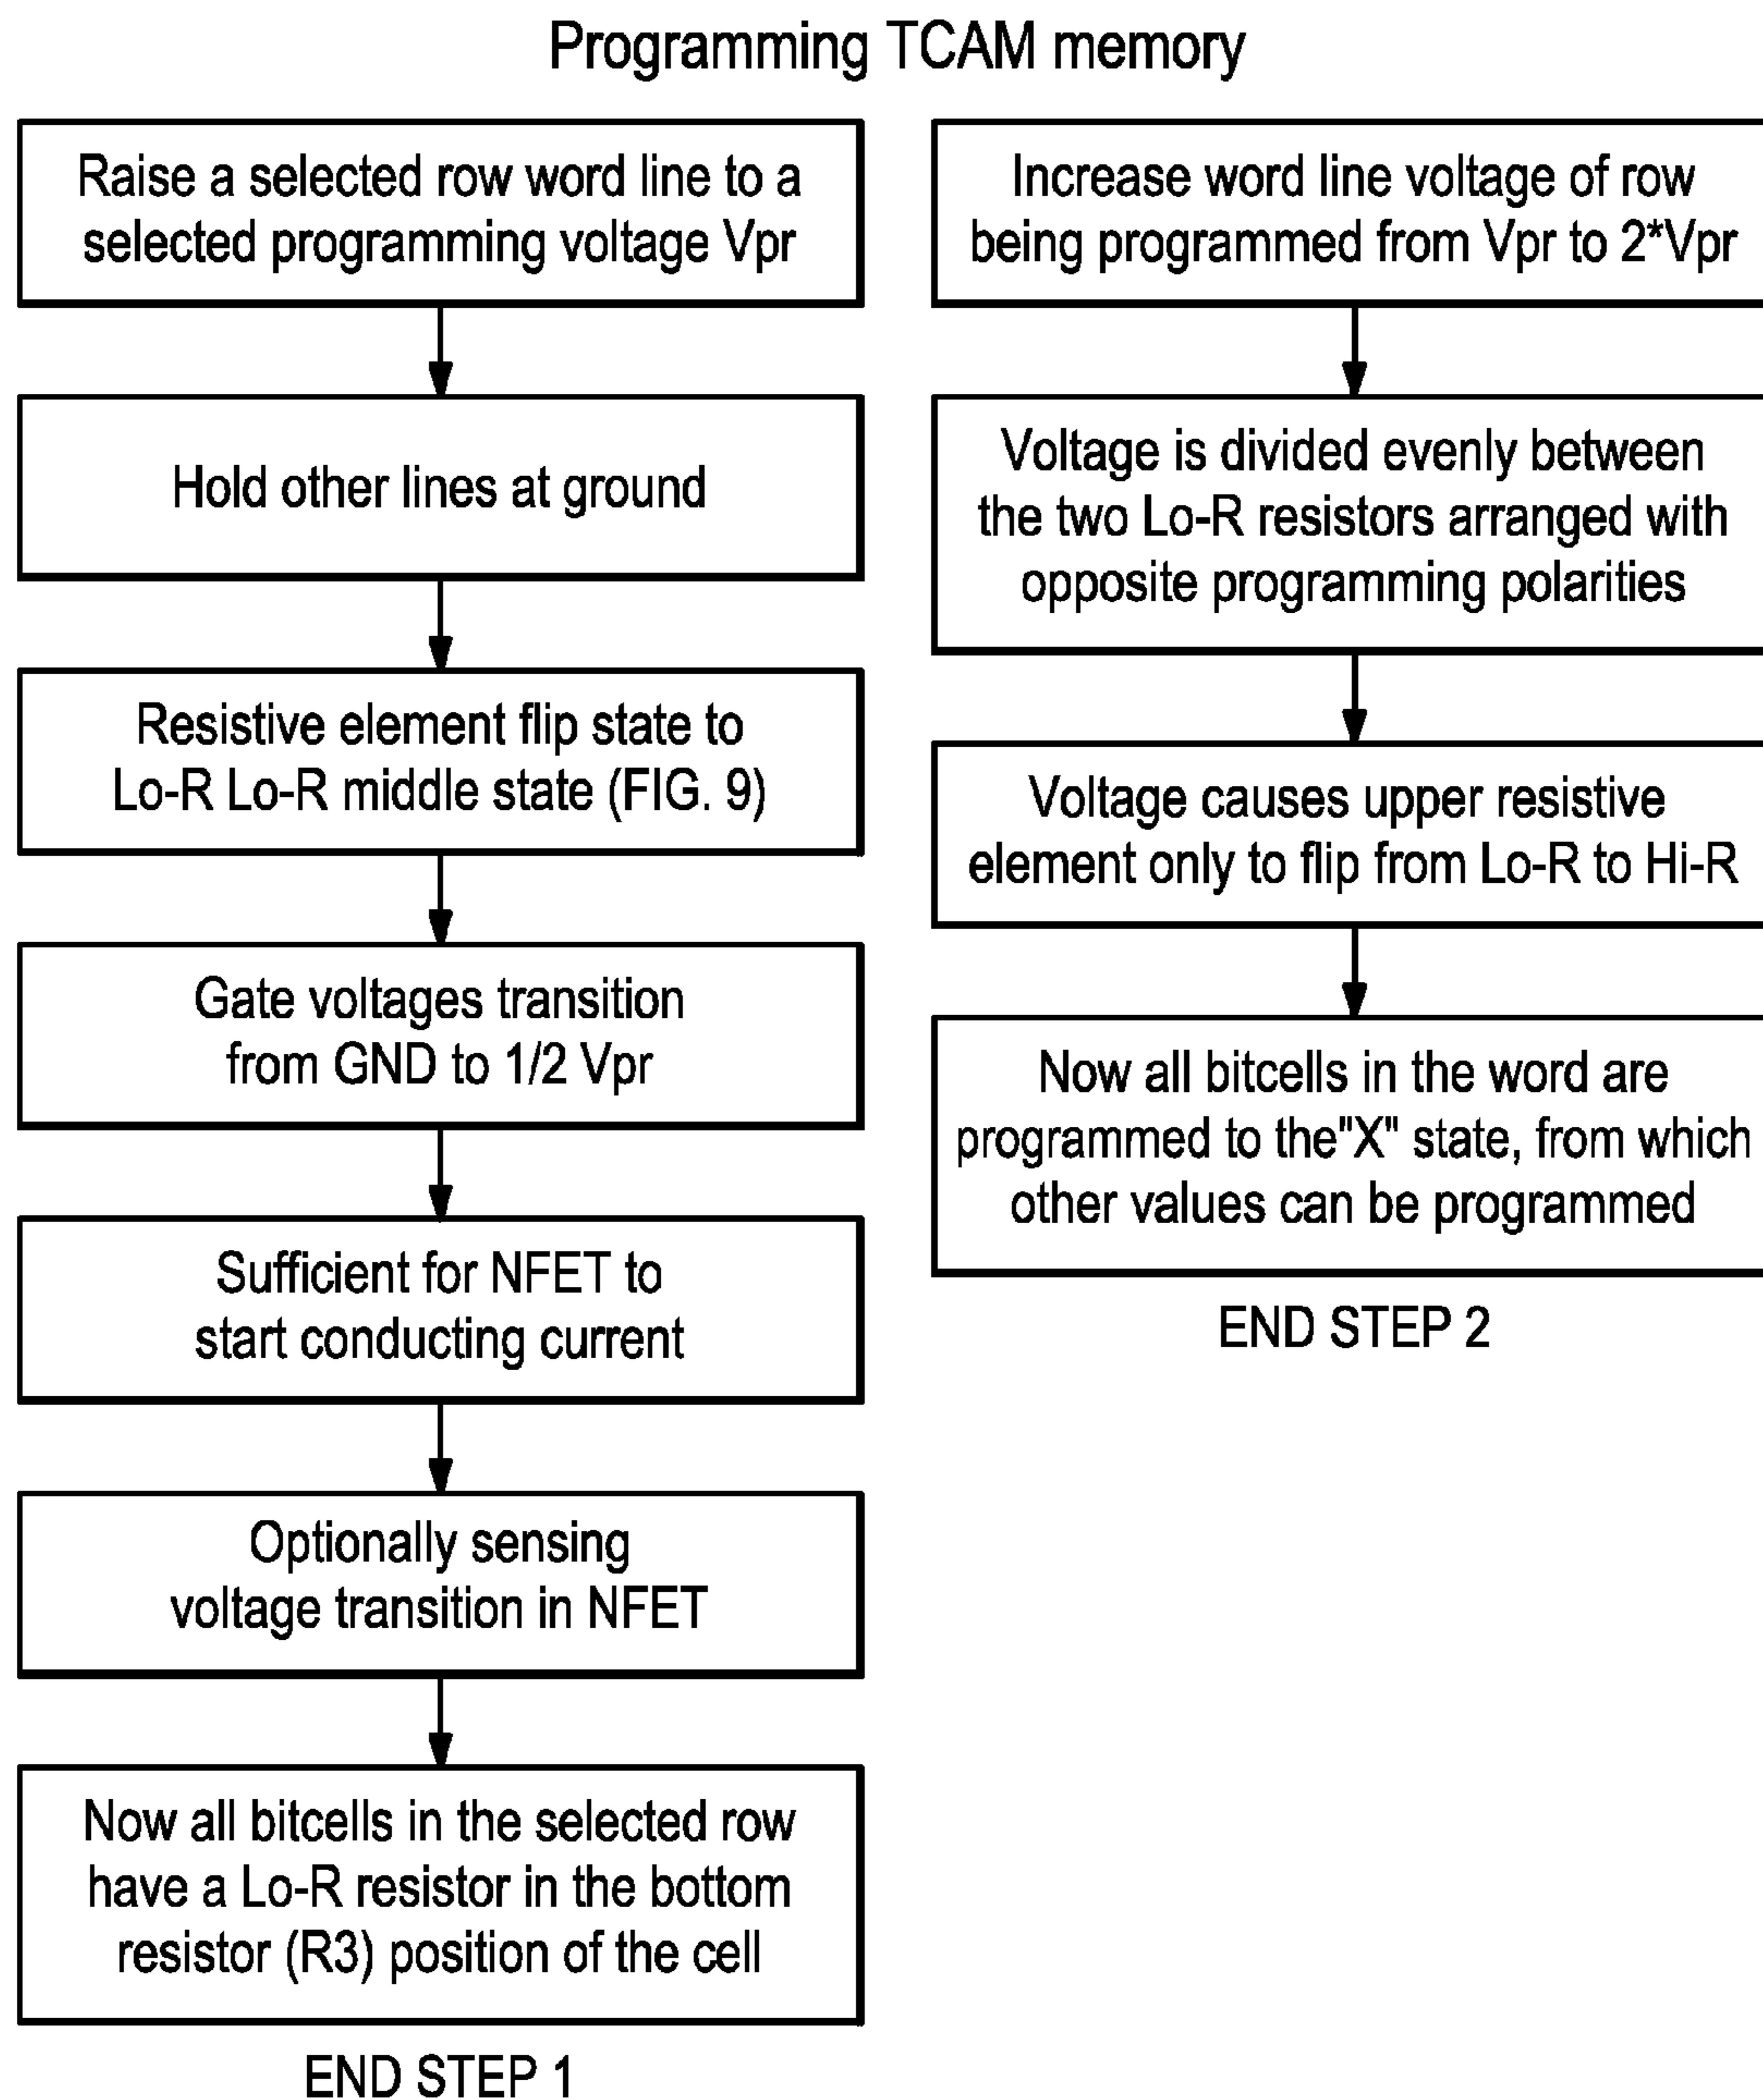 Programming TCAM memory
Raise a selected row word line to a
selected programming voltage Vpr
Hold other lines at ground
Resistive element flip state to
Lo-R Lo-R middle state (FIG. 9)
Gate voltages transition
from GND to 1/2 Vpr
Sufficient for NFET to
start conducting current
Optionally sensing
voltage transition in NFET
Now all bitcells in the selected row
have a Lo-R resistor in the bottom
resistor (R3) position of the cell
END STEP 1
Increase word line voltage of row
being programmed from Vpr to 2*Vpr
Voltage is divided evenly between
the two Lo-R resistors arranged with
opposite programming polarities
Voltage causes upper resistive
element only to flip from Lo-R to Hi-R
Now all bitcells in the word are
programmed to the"X" state, from which
other values can be programmed
END STEP 2